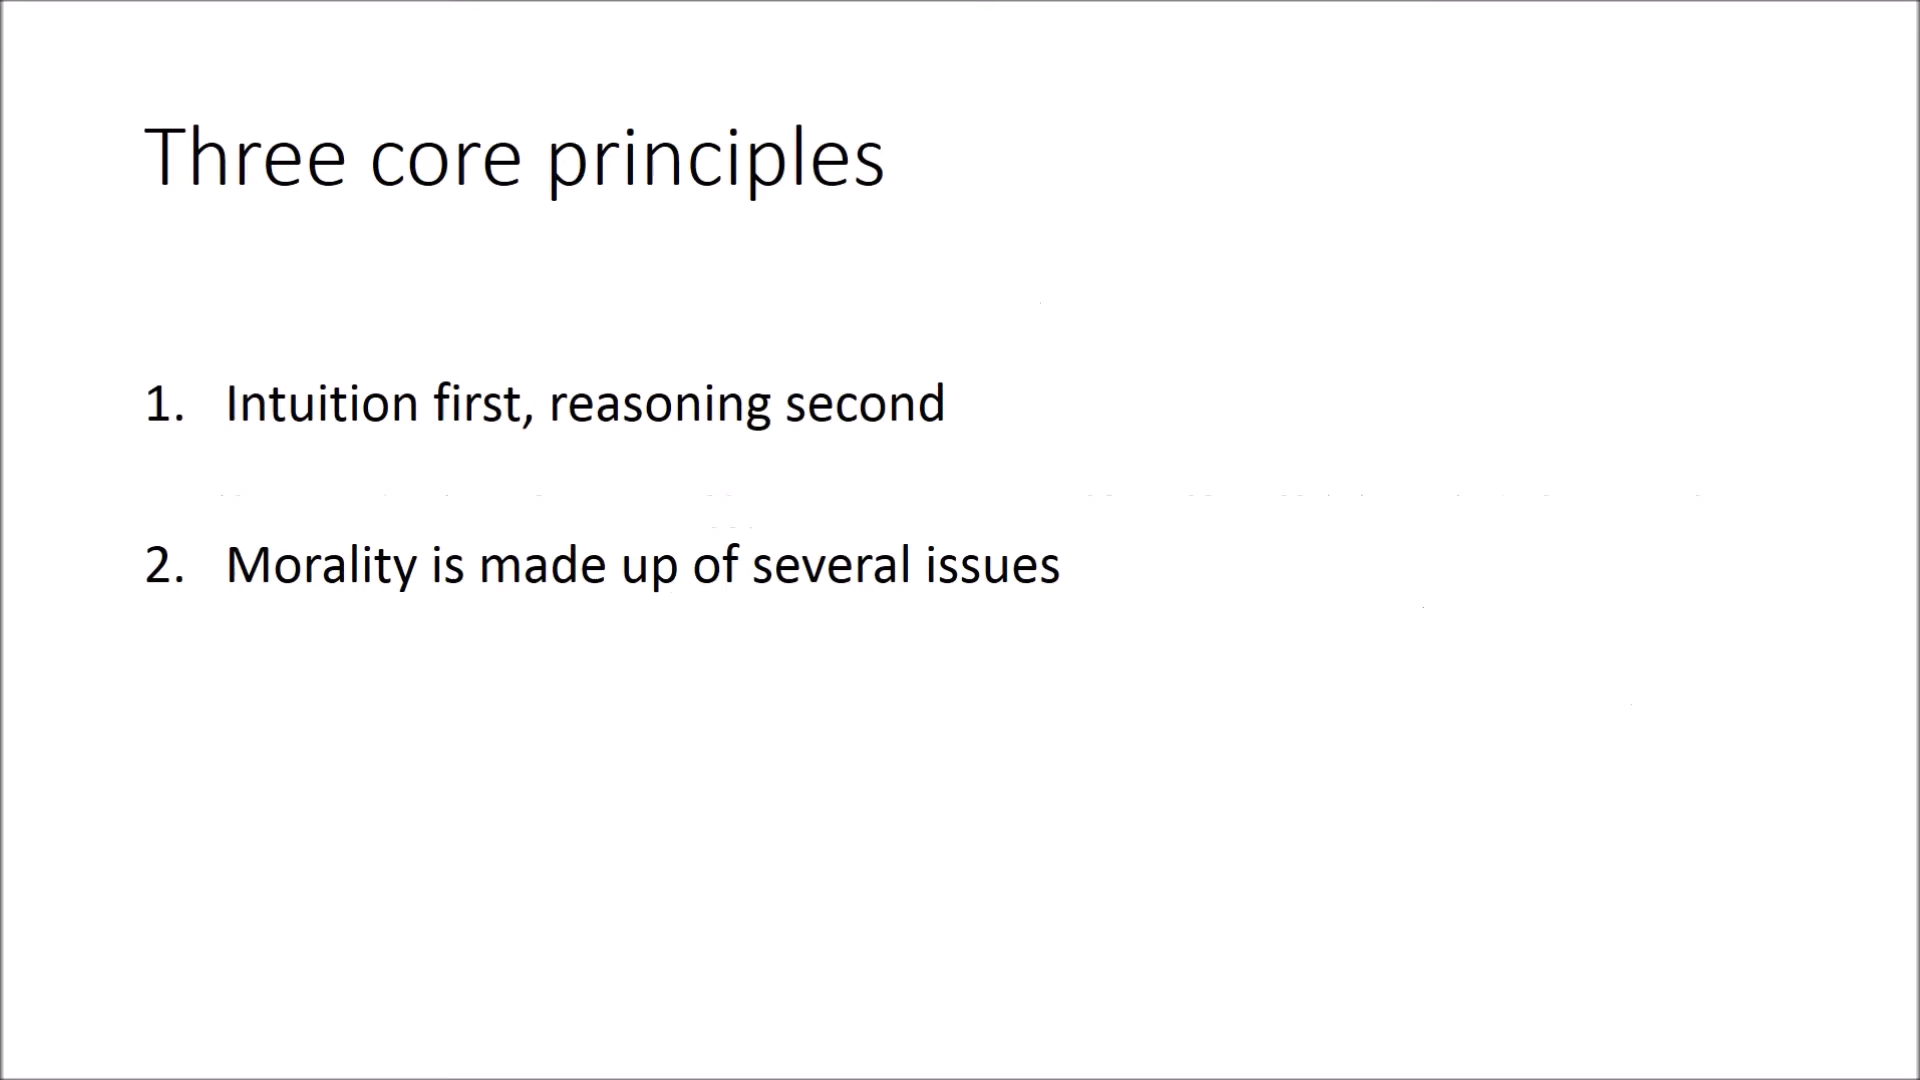 Three core principles
1. Intuition first, reasoning second
2. Morality is made up of several issues